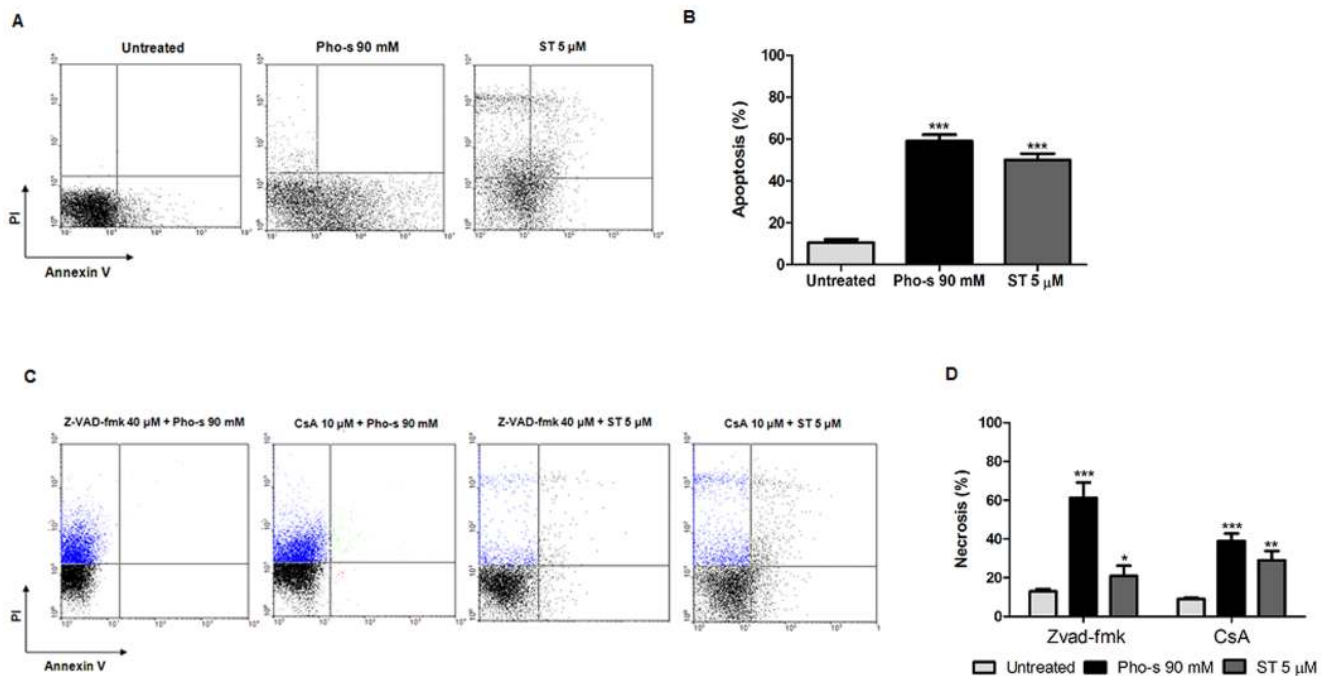 A
Untreated
Pho-s 90 mM
ST 5 µM
PI
Annexin V
B
Apoptosis (%)
100
80
60
40
20
0
***
***
Untreated
Pho-s 90 mM
ST 5 µM
C
Z-VAD-fmk 40 µM + Pho-s 90 mM
CsA 10 µM + Pho-s 90 mM
Z-VAD-fmk 40 µM + ST 5 µM
CsA 10 µM + ST 5 µM
PI
Annexin V
D
Necrosis (%)
100
80
60
40
20
0
***
*
***
**
Zvad-fmk
CsA
Untreated
Pho-s 90 mM
ST 5 µM